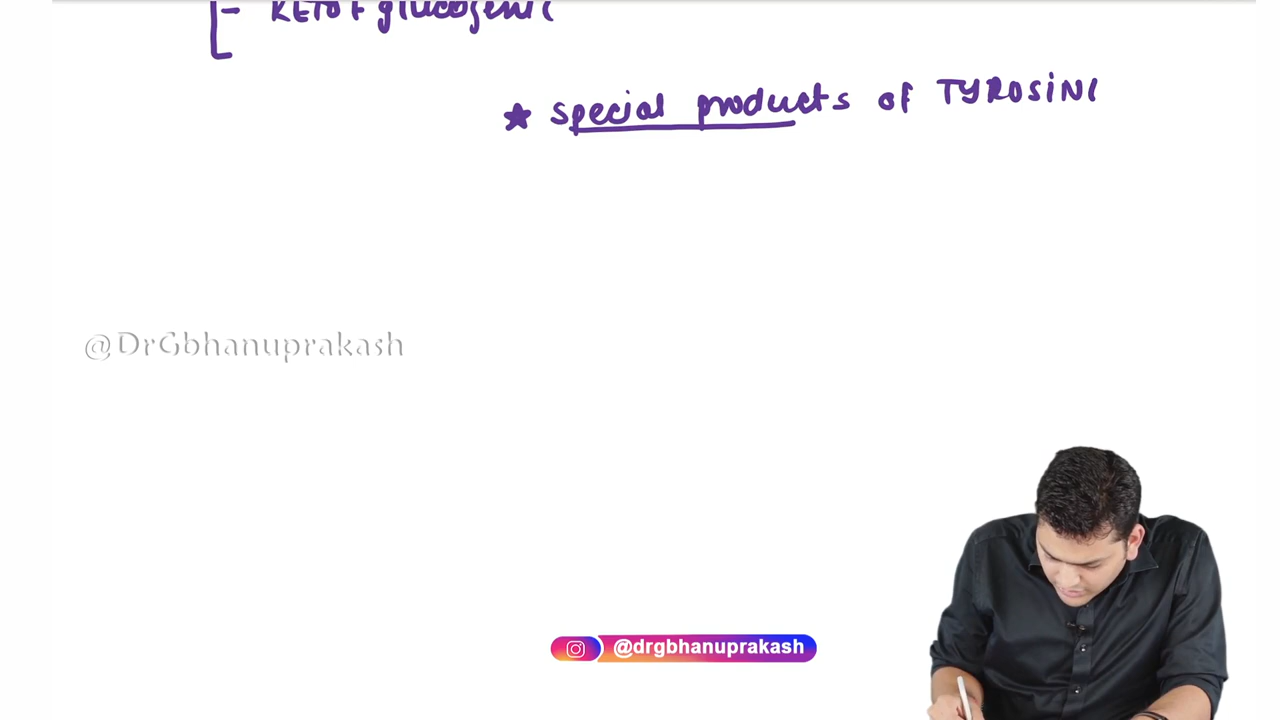 - KETO + glucogenic
★ special products of TYROSINE
@DrGbhanuprakash
@drgbhanuprakash